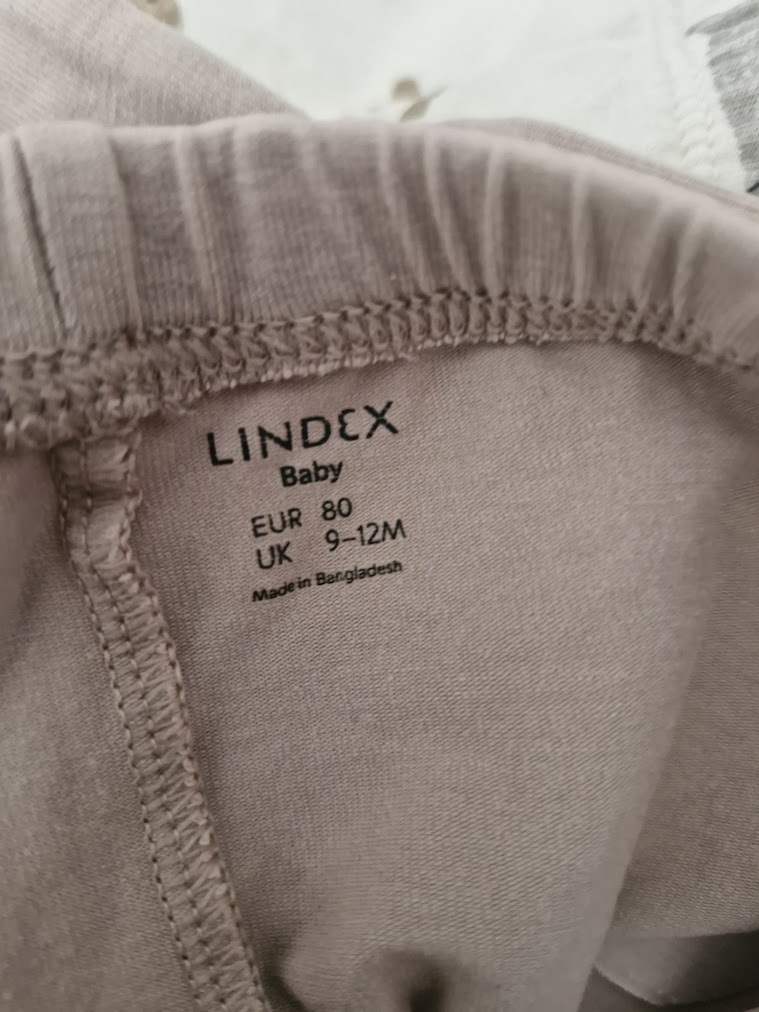 LINDEX
Baby
EUR 80
UK 9-12M
Made in Bangladesh